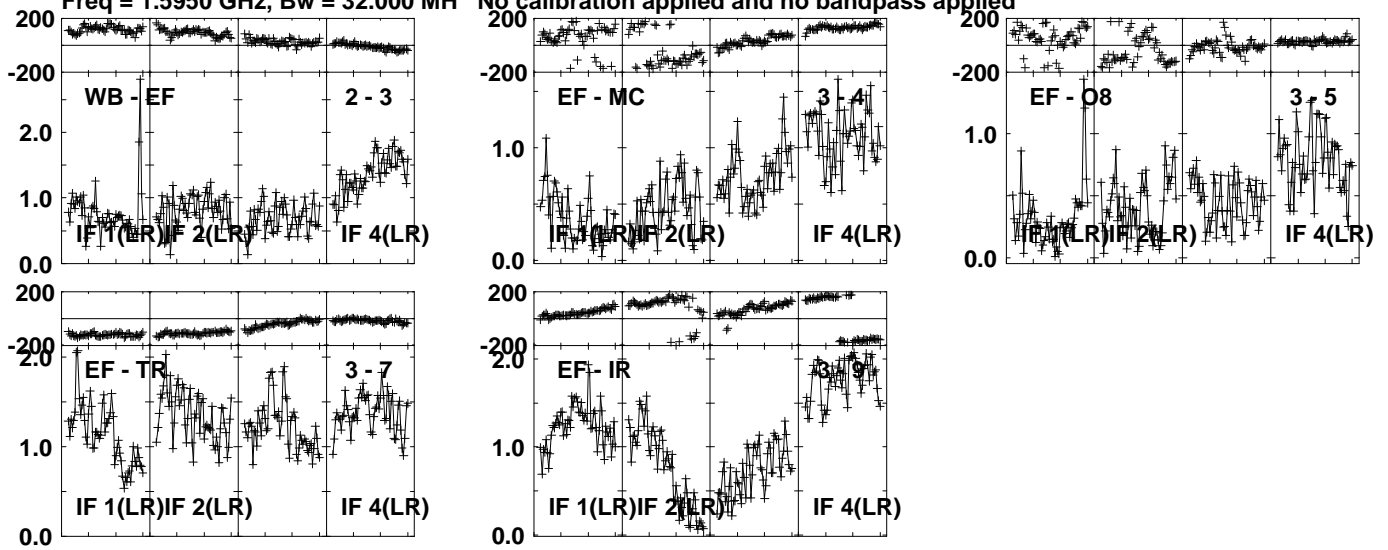 Freq = 1.5950 GHz, Bw = 32.000 MH No calibration applied and no bandpass applied
200
-200
WB - EF 2 - 3
2.0
1.0
0.0
IF 1(LR) IF 2(LR) IF 4(LR)
200
-200
EF - MC 3 - 4
1.0
0.0
IF 1(LR) IF 2(LR) IF 4(LR)
200
-200
EF - O8 3 - 5
1.0
0.0
IF 1(LR) IF 2(LR) IF 4(LR)
200
-200
EF - TR 3 - 7
2.0
1.0
0.0
IF 1(LR) IF 2(LR) IF 4(LR)
200
-200
EF - IR 3 - 9
2.0
1.0
0.0
IF 1(LR) IF 2(LR) IF 4(LR)